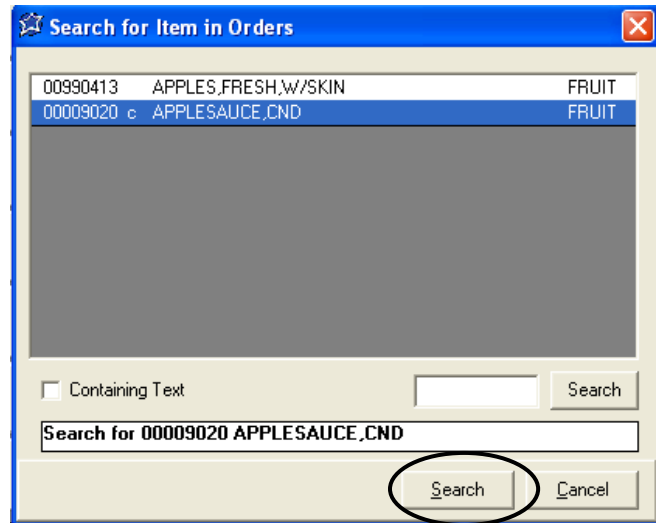 Search for Item in Orders
00990413 APPLES,FRESH,W/SKIN FRUIT
00009020 c APPLESAUCE,CND FRUIT
Containing Text Search
Search for 00009020 APPLESAUCE,CND
Search Cancel